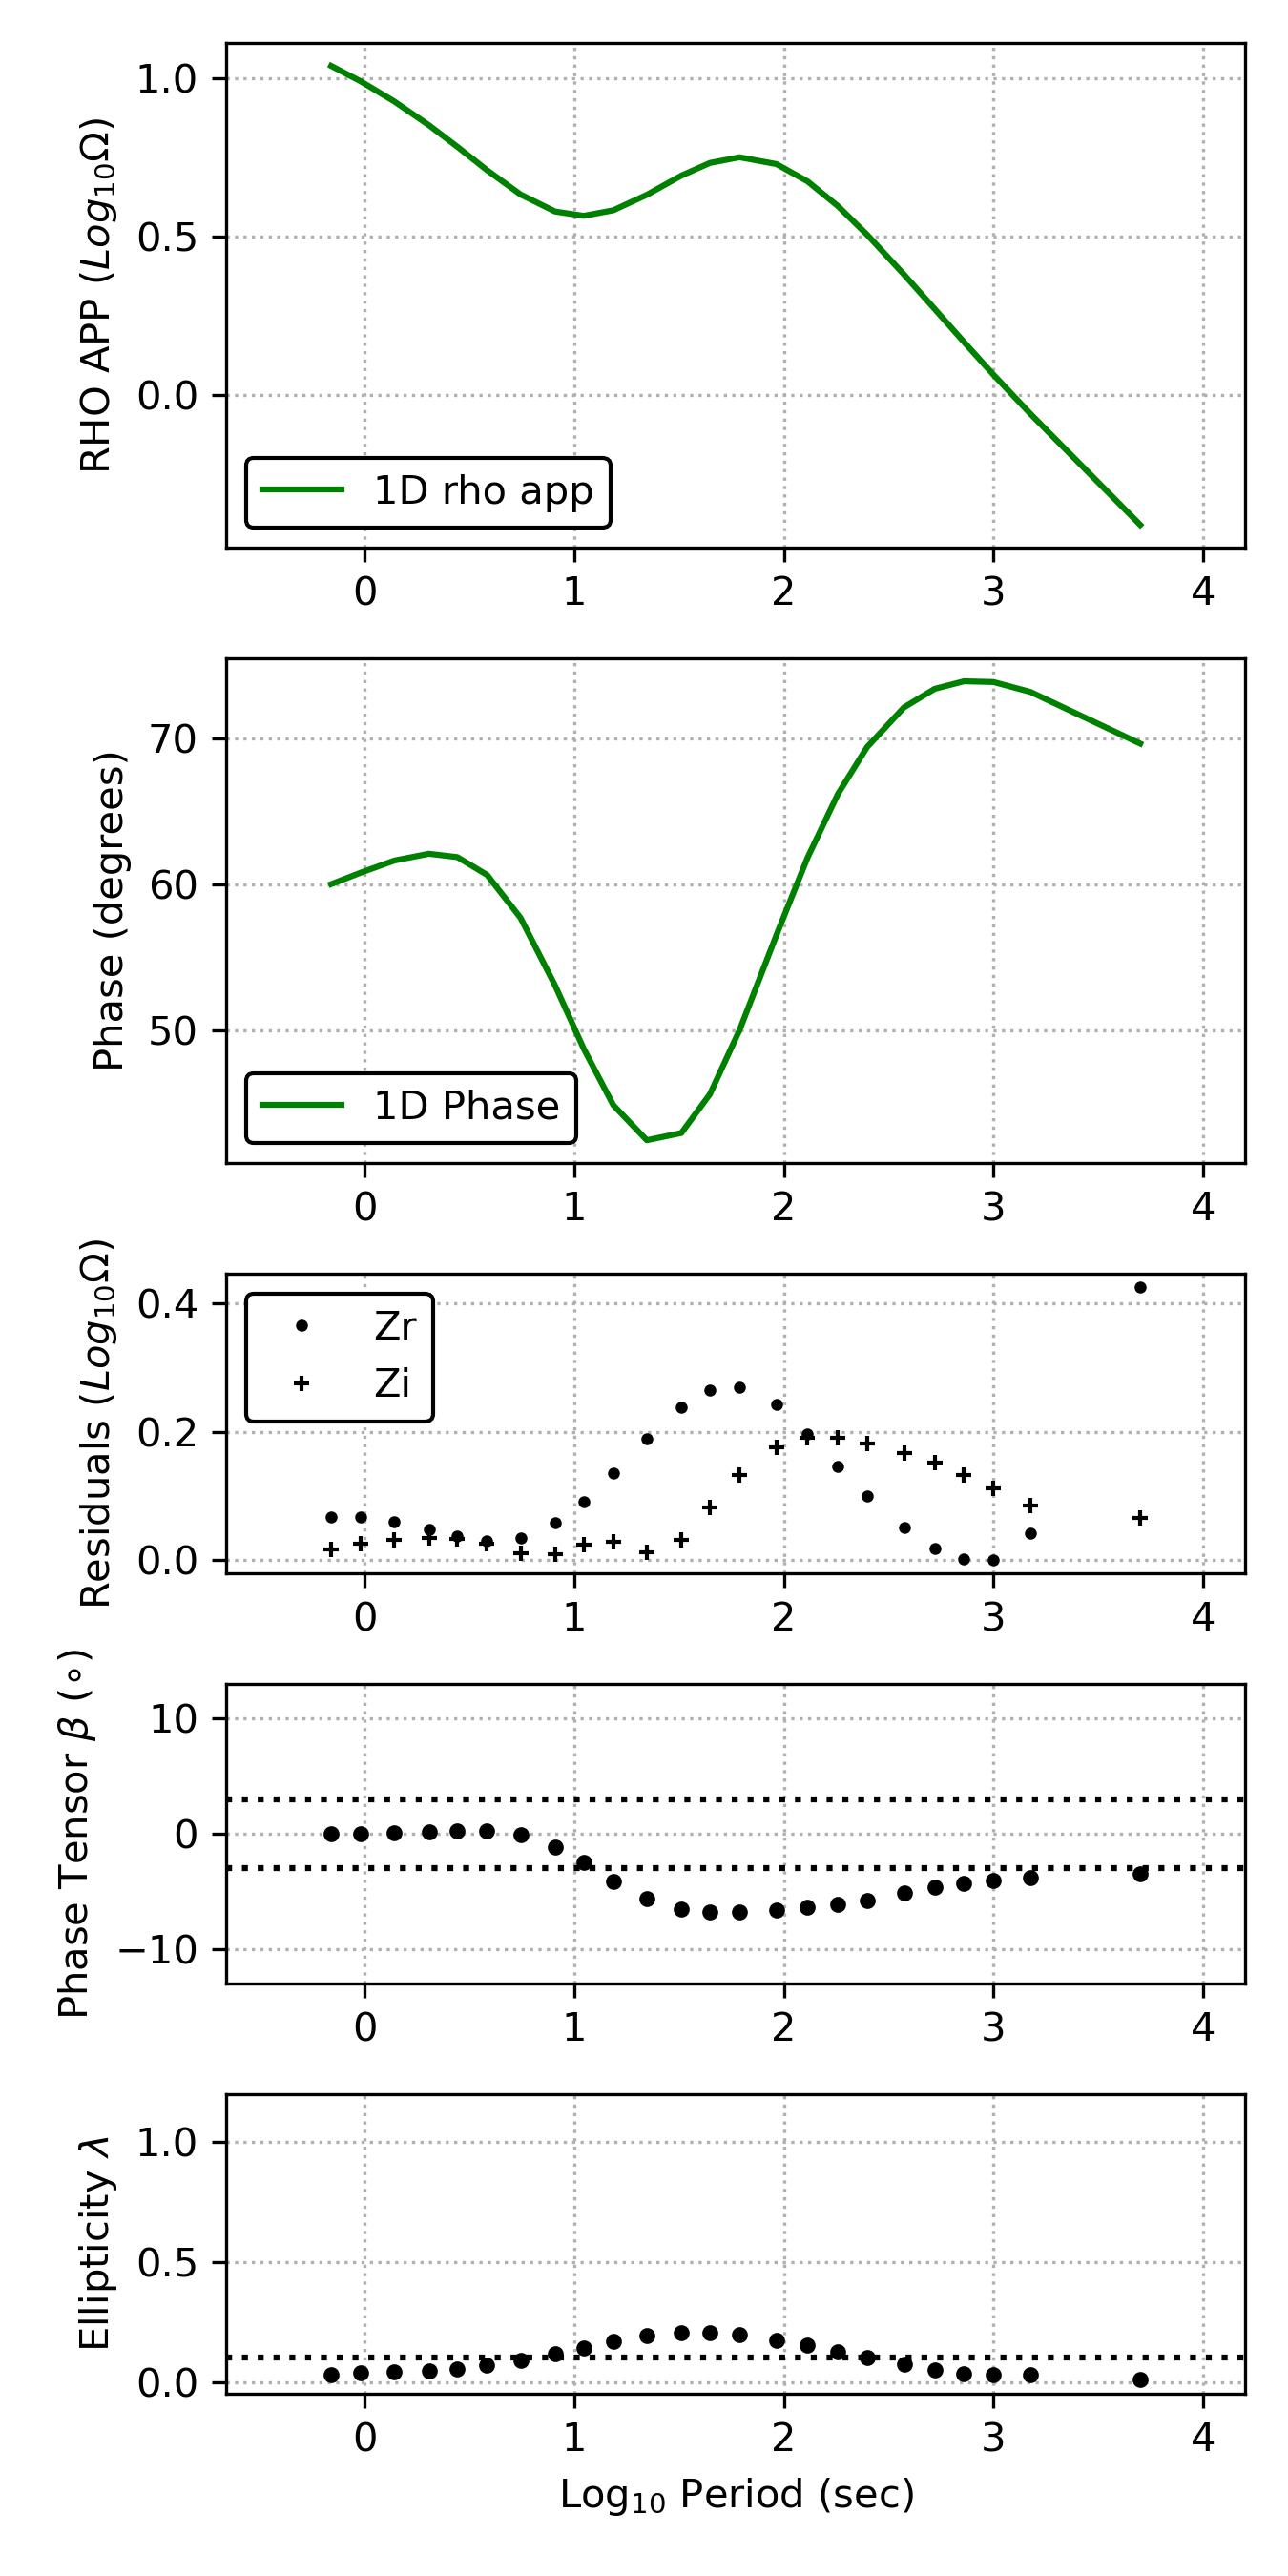 RHO APP (Log₁₀Ω)
1.0
0.5
0.0
1D rho app
0 1 2 3 4
Phase (degrees)
70
60
50
1D Phase
0 1 2 3 4
Residuals (Log₁₀Ω)
0.4
0.2
0.0
Zr
Zi
0 1 2 3 4
Phase Tensor β (∘)
10
0
−10
0 1 2 3 4
Ellipticity λ
1.0
0.5
0.0
0 1 2 3 4
Log₁₀ Period (sec)